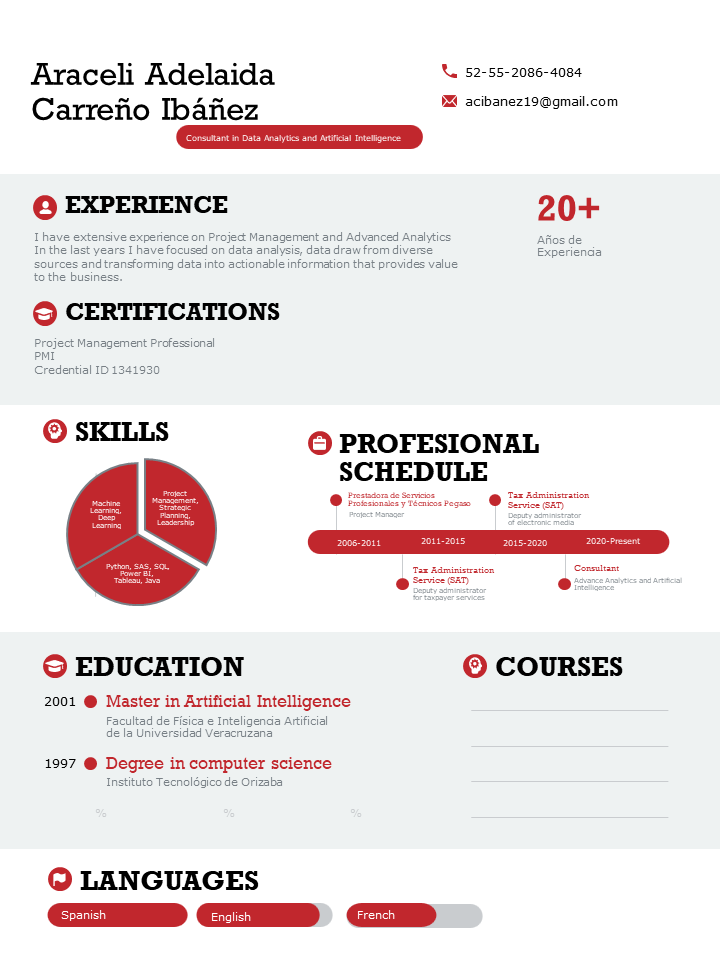 Araceli Adelaida
Carreño Ibáñez
Consultant in Data Analytics and Artificial Intelligence
52-55-2086-4084
acibanez19@gmail.com
EXPERIENCE
I have extensive experience on Project Management and Advanced Analytics
In the last years I have focused on data analysis, data draw from diverse
sources and transforming data into actionable information that provides value
to the business.
20+
Años de
Experiencia
CERTIFICATIONS
Project Management Professional
PMI
Credential ID 1341930
SKILLS
Machine
Learning,
Deep
Learning
Project
Management,
Strategic
Planning,
Leadership
Python, SAS, SQL,
Power BI,
Tableau, Java
PROFESIONAL
SCHEDULE
Prestadora de Servicios
Profesionales y Técnicos Pegaso
Project Manager
Tax Administration
Service (SAT)
Deputy administrator
of electronic media
2006-2011
2011-2015
2015-2020
2020-Present
Tax Administration
Service (SAT)
Deputy administrator
for taxpayer services
Consultant
Advance Analytics and Artificial
Intelligence
EDUCATION
2001
Master in Artificial Intelligence
Facultad de Física e Inteligencia Artificial
de la Universidad Veracruzana
1997
Degree in computer science
Instituto Tecnológico de Orizaba
%
%
%
COURSES
LANGUAGES
Spanish
English
French